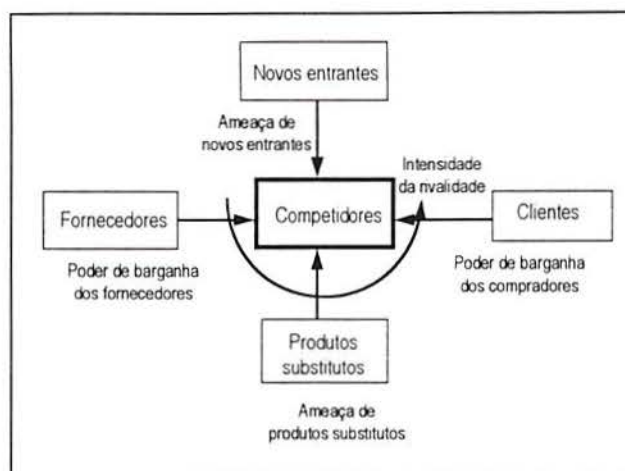 Novos entrantes
Ameaça de
novos entrantes
Intensidade
da rivalidade
Fornecedores
Competidores
Clientes
Poder de barganha
dos fornecedores
Poder de barganha
dos compradores
Produtos
substitutos
Ameaça de
produtos substitutos